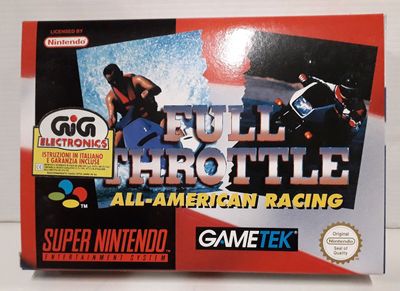 LICENSED BY
Nintendo
GiG
ELECTRONICS
ISTRUZIONI IN ITALIANO
E GARANZIA INCLUSE
FULL
THROTTLE
ALL-AMERICAN RACING
SUPER NINTENDO
ENTERTAINMENT SYSTEM
GAMETEK
Original
Nintendo
Seal of
Quality